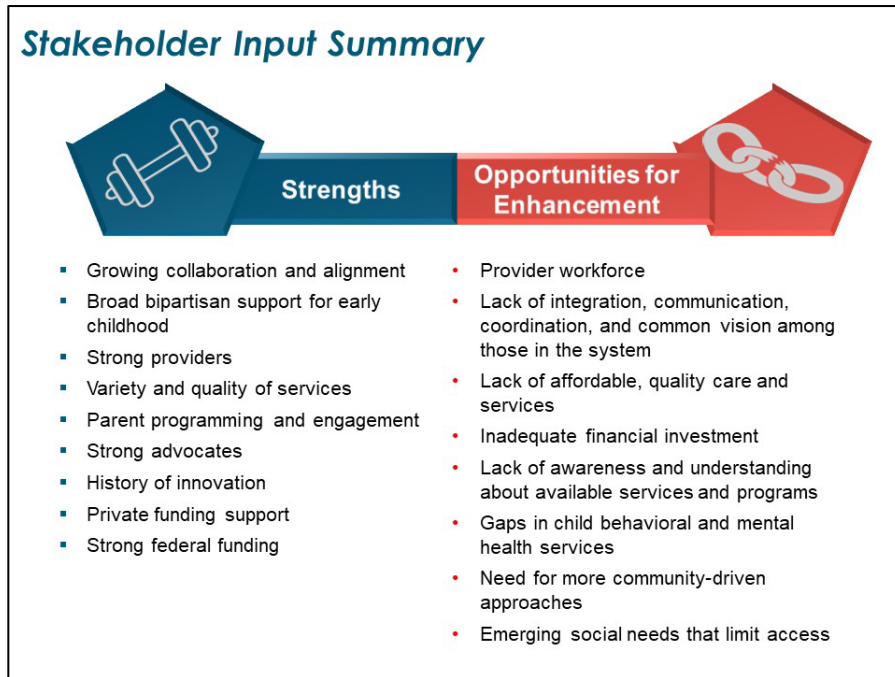 Stakeholder Input Summary
Strengths
Opportunities for
Enhancement
▪ Growing collaboration and alignment
▪ Broad bipartisan support for early
childhood
▪ Strong providers
▪ Variety and quality of services
▪ Parent programming and engagement
▪ Strong advocates
▪ History of innovation
▪ Private funding support
▪ Strong federal funding
• Provider workforce
• Lack of integration, communication,
coordination, and common vision among
those in the system
• Lack of affordable, quality care and
services
• Inadequate financial investment
• Lack of awareness and understanding
about available services and programs
• Gaps in child behavioral and mental
health services
• Need for more community-driven
approaches
• Emerging social needs that limit access